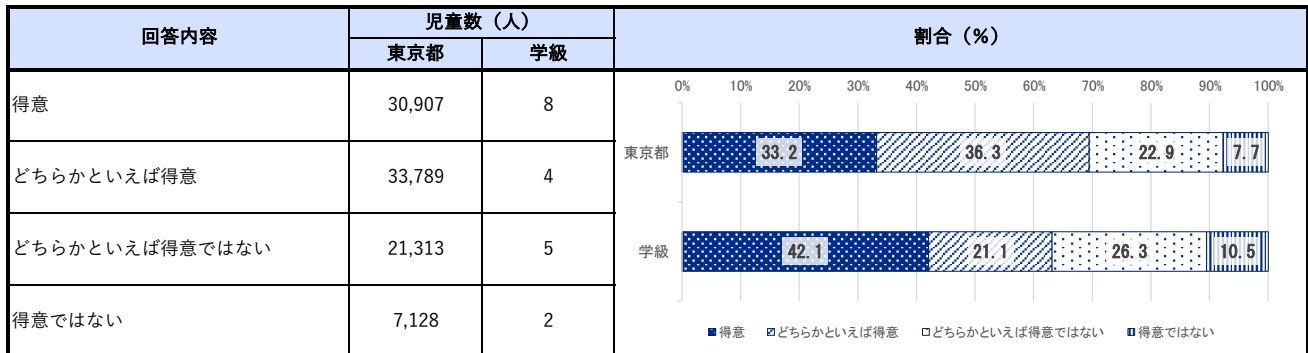 回答内容 児童数（人） 割合（%）
東京都 学級
得意 30,907 8
どちらかといえば得意 33,789 4
どちらかといえば得意ではない 21,313 5
得意ではない 7,128 2
0% 10% 20% 30% 40% 50% 60% 70% 80% 90% 100%
東京都 33.2 36.3 22.9 7.7
学級 42.1 21.1 26.3 10.5
得意 どちらかといえば得意 どちらかといえば得意ではない 得意ではない